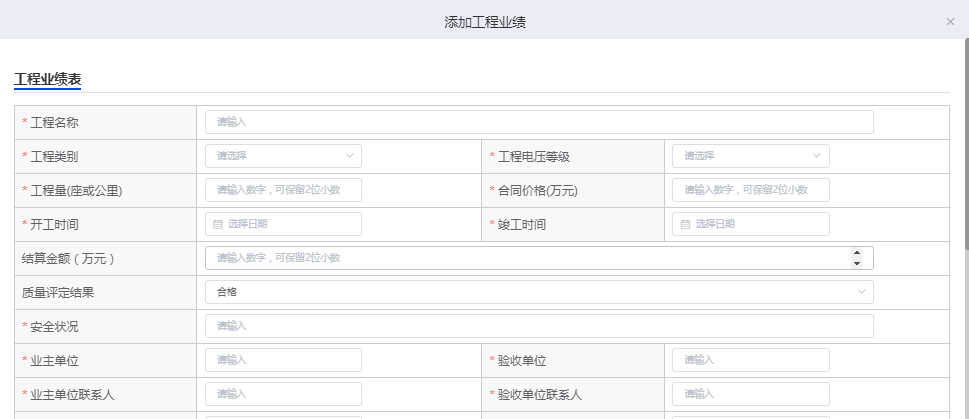 添加工程业绩
工程业绩表
* 工程名称 请输入
* 工程类别 请选择 * 工程电压等级 请选择
* 工程量(座或公里) 请输入数字，可保留2位小数 * 合同价格(万元) 请输入数字，可保留2位小数
* 开工时间 选择日期 * 竣工时间 选择日期
结算金额（万元） 请输入数字，可保留2位小数
质量评定结果 合格
* 安全状况 请输入
* 业主单位 请输入 * 验收单位 请输入
* 业主单位联系人 请输入 * 验收单位联系人 请输入